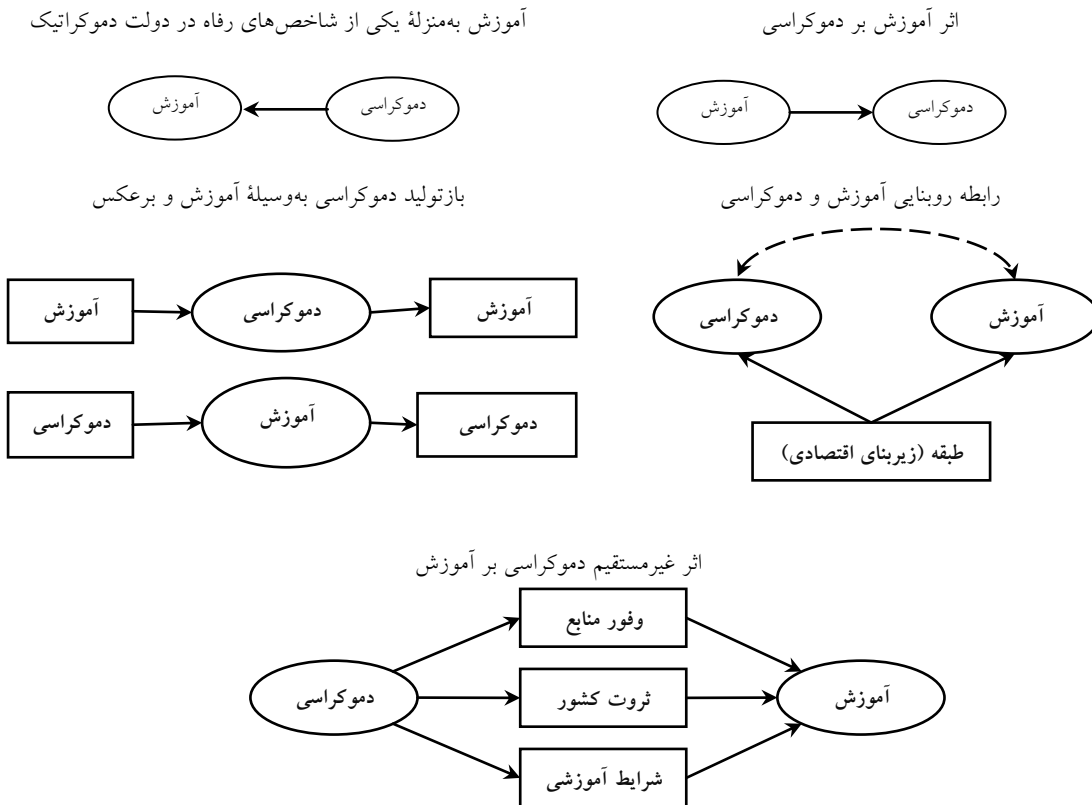 اثر آموزش بر دموکراسی
آموزش
دموکراسی
آموزش به‌منزلهٔ یکی از شاخص‌های رفاه در دولت دموکراتیک
دموکراسی
آموزش
رابطه روبنایی آموزش و دموکراسی
آموزش
دموکراسی
طبقه (زیربنای اقتصادی)
بازتولید دموکراسی به‌وسیلهٔ آموزش و برعکس
آموزش
دموکراسی
آموزش
دموکراسی
آموزش
دموکراسی
اثر غیرمستقیم دموکراسی بر آموزش
دموکراسی
وفور منابع
ثروت کشور
شرایط آموزشی
آموزش